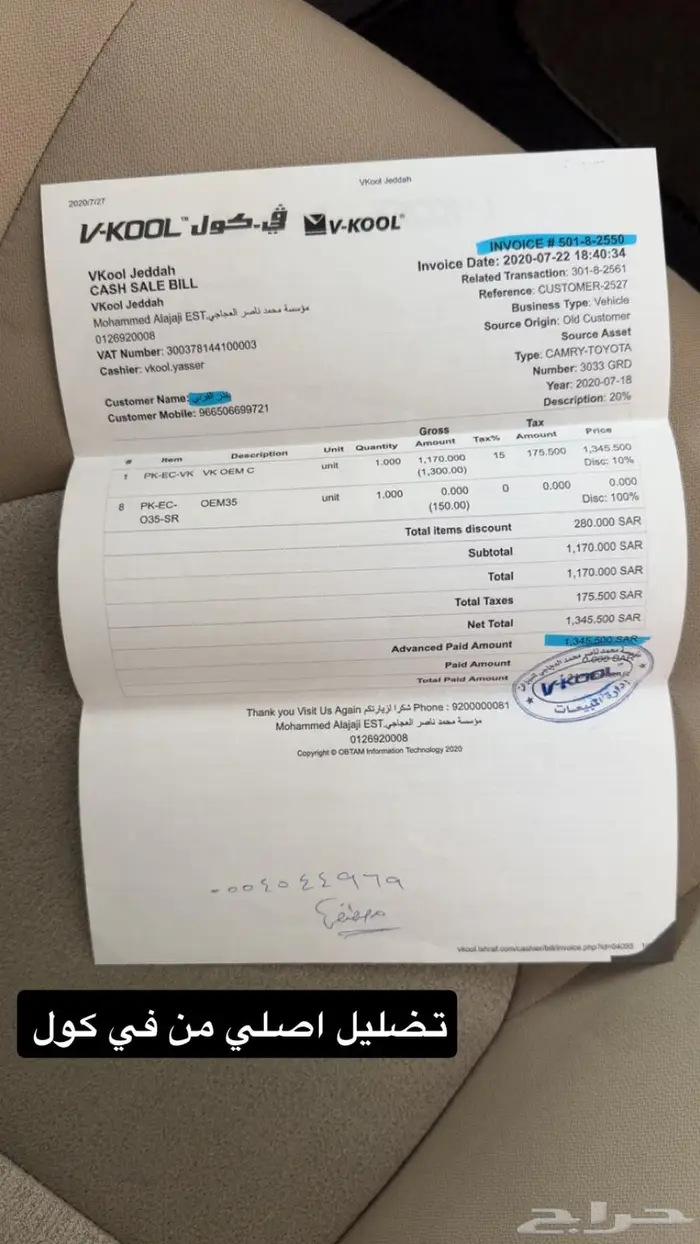 VKool Jeddah
2020/7/27
V-KOOL™ ڤي-كول V-KOOL®
VKool Jeddah
CASH SALE BILL
VKool Jeddah
Mohammed Alajaji EST.مؤسسة محمد ناصر العجاجي
0126920008
VAT Number: 300378144100003
Cashier: vkool.yasser
Customer Name:
Customer Mobile: 966506699721
INVOICE # 501-8-2550
Invoice Date: 2020-07-22 18:40:34
Related Transaction: 301-8-2561
Reference: CUSTOMER-2527
Business Type: Vehicle
Source Origin: Old Customer
Source Asset
Type: CAMRY-TOYOTA
Number: 3033 GRD
Year: 2020-07-18
Description: 20%
# Item Description Unit Quantity Gross Amount Tax% Tax Amount Price
1 PK-EC-VK VK OEM C unit 1.000 1,170.000 15 175.500 1,345.500
(1,300.00) Disc: 10%
8 PK-EC- OEM35 unit 1.000 0.000 0 0.000 0.000
O35-SR (150.00) Disc: 100%
Total items discount 280.000 SAR
Subtotal 1,170.000 SAR
Total 1,170.000 SAR
Total Taxes 175.500 SAR
Net Total 1,345.500 SAR
Advanced Paid Amount 1,345.500 SAR
Paid Amount 0.000 SAR
Total Paid Amount
V-KOOL
إدارة المبيعات
Thank you Visit Us Again شكرا لزيارتكم Phone : 9200000081
Mohammed Alajaji EST.مؤسسة محمد ناصر العجاجي
0126920008
Copyright © OBTAM Information Technology 2020
٠٠٥٤٥٤٤٩٦٩
تضليل اصلي من في كول
حراج